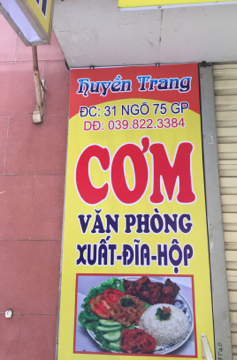 Huyền Trang
ĐC: 31 NGÕ 75 GP
DĐ: 039.822.3384
CƠM
VĂN PHÒNG
XUẤT-ĐĨA-HỘP